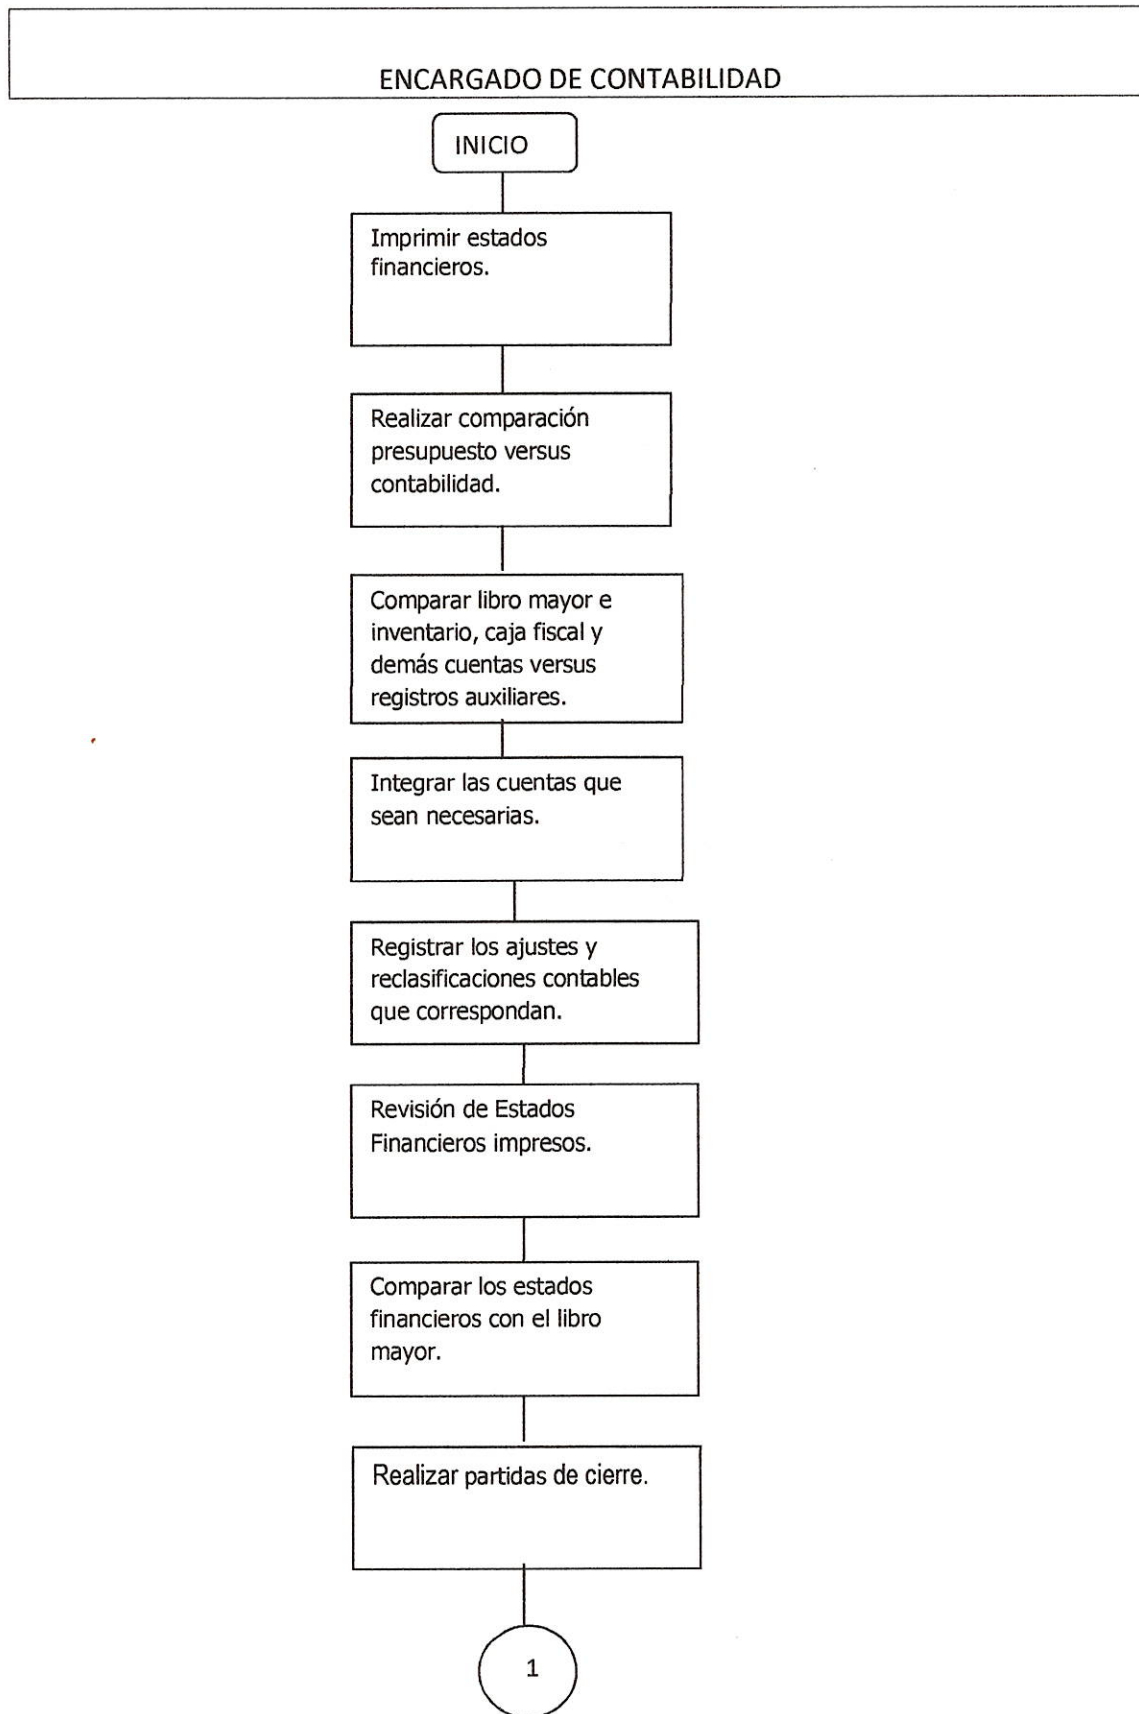 ENCARGADO DE CONTABILIDAD
INICIO
Imprimir estados
financieros.
Realizar comparación
presupuesto versus
contabilidad.
Comparar libro mayor e
inventario, caja fiscal y
demás cuentas versus
registros auxiliares.
Integrar las cuentas que
sean necesarias.
Registrar los ajustes y
reclasificaciones contables
que correspondan.
Revisión de Estados
Financieros impresos.
Comparar los estados
financieros con el libro
mayor.
Realizar partidas de cierre.
1